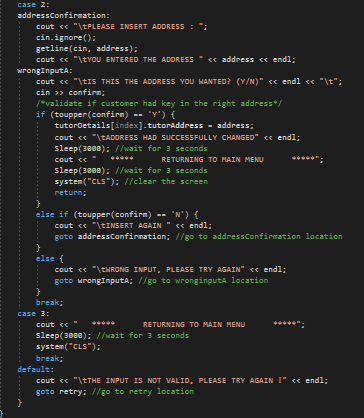 case 2:
addressConfirmation:
cout << "\tPLEASE INSERT ADDRESS : ";
cin.ignore();
getline(cin, address);
cout << "\tYOU ENTERED THE ADDRESS " << address << endl;
wrongInputA:
cout << "\tIS THIS THE ADDRESS YOU WANTED? (Y/N)" << endl << "\t";
cin >> confirm;
/*validate if customer had key in the right address*/
if (toupper(confirm) == 'Y') {
tutorDetails[index].tutorAddress = address;
cout << "\tADDRESS HAD SUCCESSFULLY CHANGED" << endl;
Sleep(3000); //wait for 3 seconds
cout << " ***** RETURNING TO MAIN MENU *****";
Sleep(3000); //wait for 3 seconds
system("CLS"); //clear the screen
return;
}
else if (toupper(confirm) == 'N') {
cout << "\tINSERT AGAIN " << endl;
goto addressConfirmation; //go to addressConfirmation location
}
else {
cout << "\tWRONG INPUT, PLEASE TRY AGAIN" << endl;
goto wrongInputA; //go to wronginputA location
}
break;
case 3:
cout << " ***** RETURNING TO MAIN MENU *****";
Sleep(3000); //wait for 3 seconds
system("CLS");
break;
default:
cout << "\tTHE INPUT IS NOT VALID, PLEASE TRY AGAIN !" << endl;
goto retry; //go to retry location
}
}